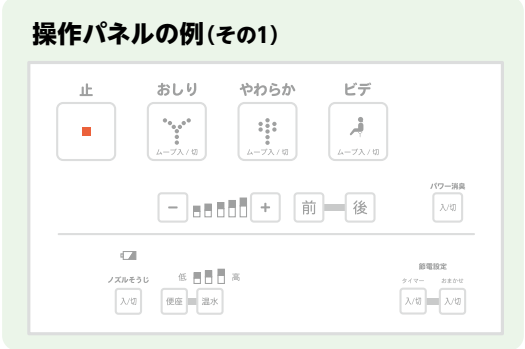 操作パネルの例(その1)
止 おしり やわらか ビデ
ムーブ入 / 切 ムーブ入 / 切 ムーブ入 / 切
パワー消臭
− + 前 後 入/切
節電設定
ノズルそうじ 低 高 タイマー おまかせ
入/切 便座 温水 入/切 入/切